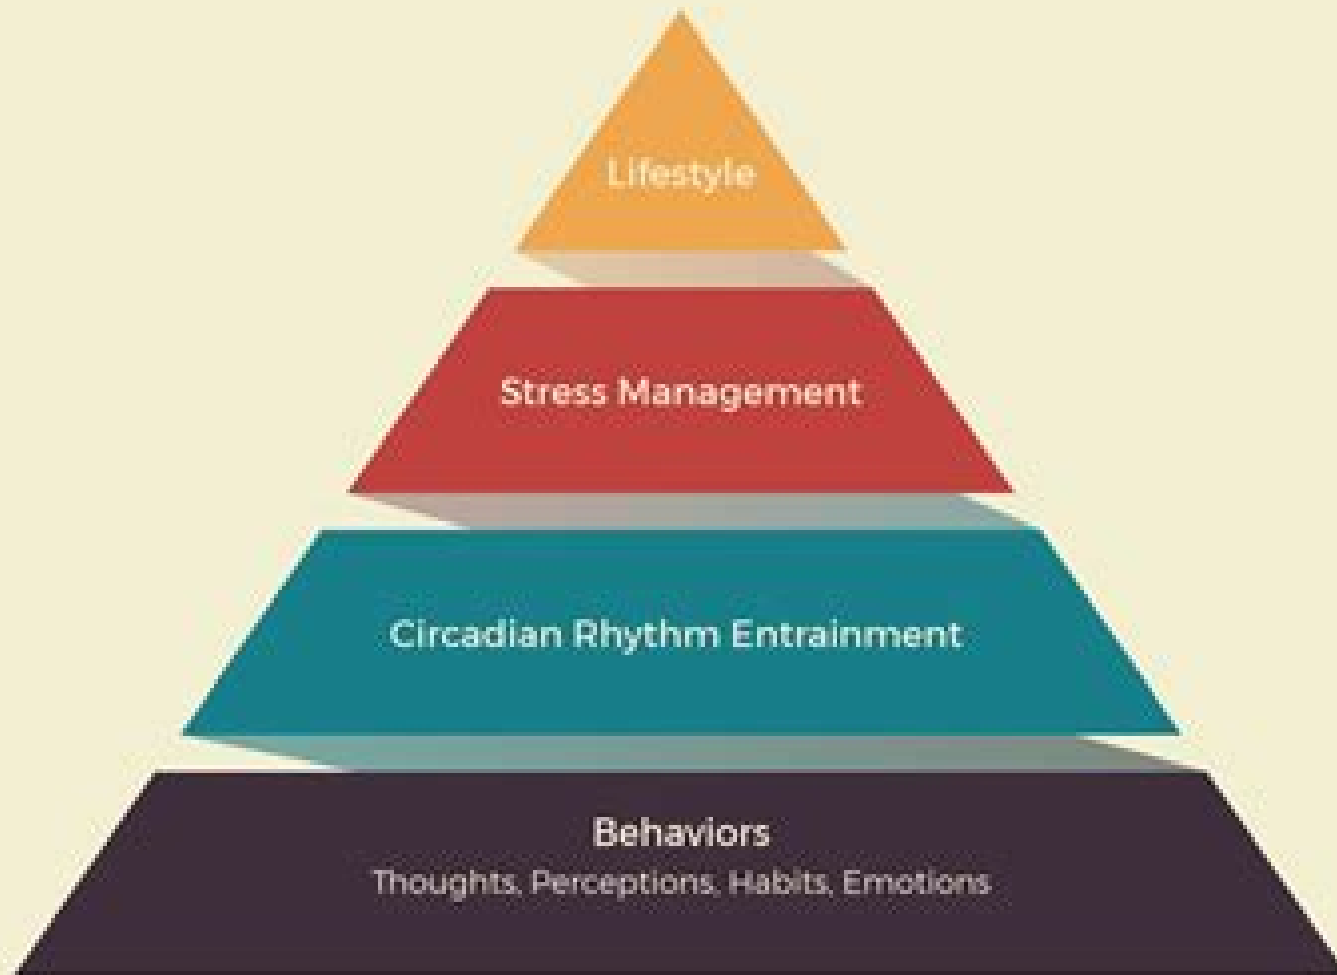 Lifestyle
Stress Management
Circadian Rhythm Entrainment
Behaviors
Thoughts, Perceptions, Habits, Emotions